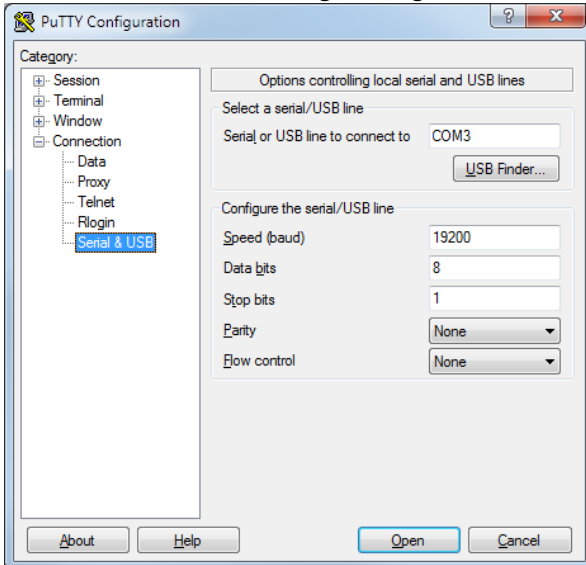 PuTTY Configuration
Category:
Session
Terminal
Window
Connection
Data
Proxy
Telnet
Rlogin
Serial & USB
Options controlling local serial and USB lines
Select a serial/USB line
Serial or USB line to connect to COM3
USB Finder...
Configure the serial/USB line
Speed (baud) 19200
Data bits 8
Stop bits 1
Parity None
Flow control None
About Help Open Cancel